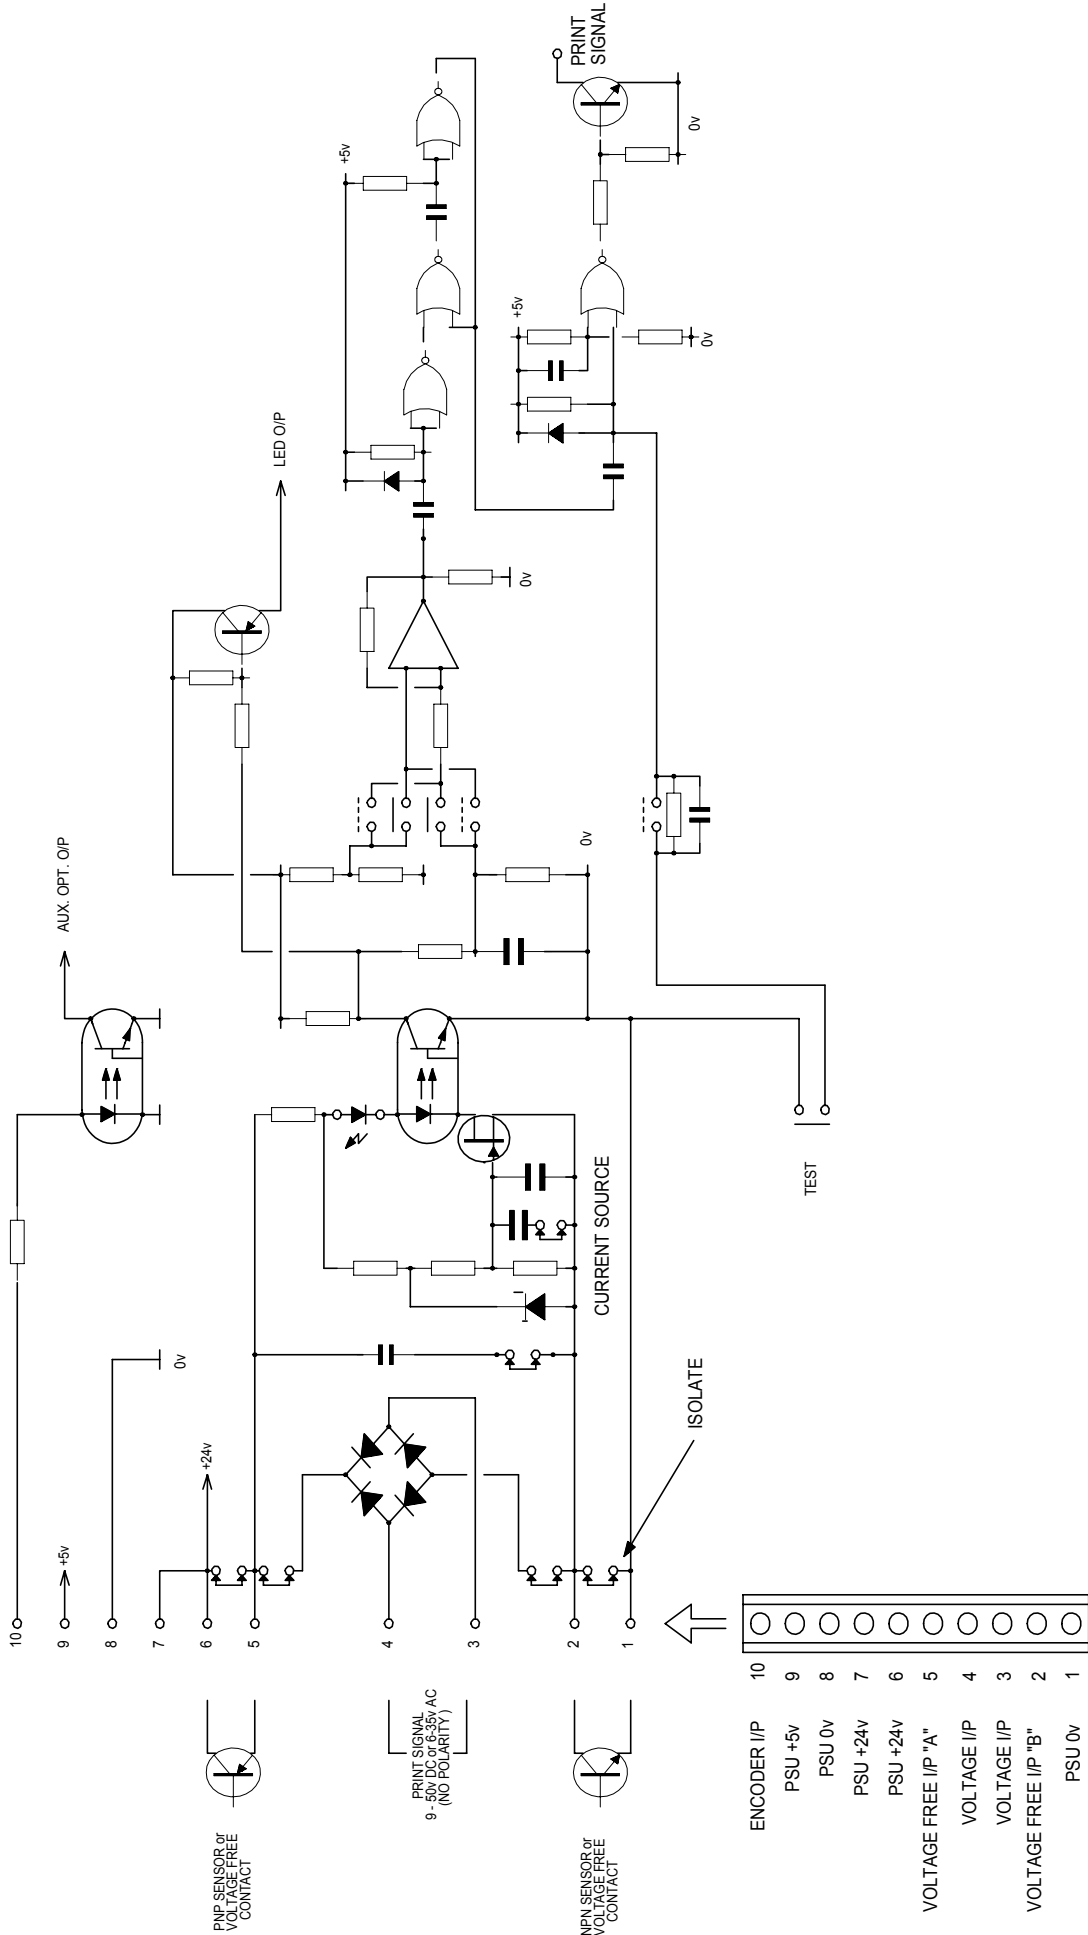 PRINT
SIGNAL
0v
+5v
+5v
0v
LED O/P
0v
AUX. OPT. O/P
0v
TEST
CURRENT SOURCE
0v
ISOLATE
+24v
+5v
10
9
8
7
6
5
4
3
2
1
PNP SENSOR or
VOLTAGE FREE
CONTACT
PRINT SIGNAL
9 - 50v DC or 6-35v AC
(NO POLARITY )
NPN SENSOR or
VOLTAGE FREE
CONTACT
ENCODER I/P 10
PSU +5v 9
PSU 0v 8
PSU +24v 7
PSU +24v 6
VOLTAGE FREE I/P "A" 5
VOLTAGE I/P 4
VOLTAGE I/P 3
VOLTAGE FREE I/P "B" 2
PSU 0v 1